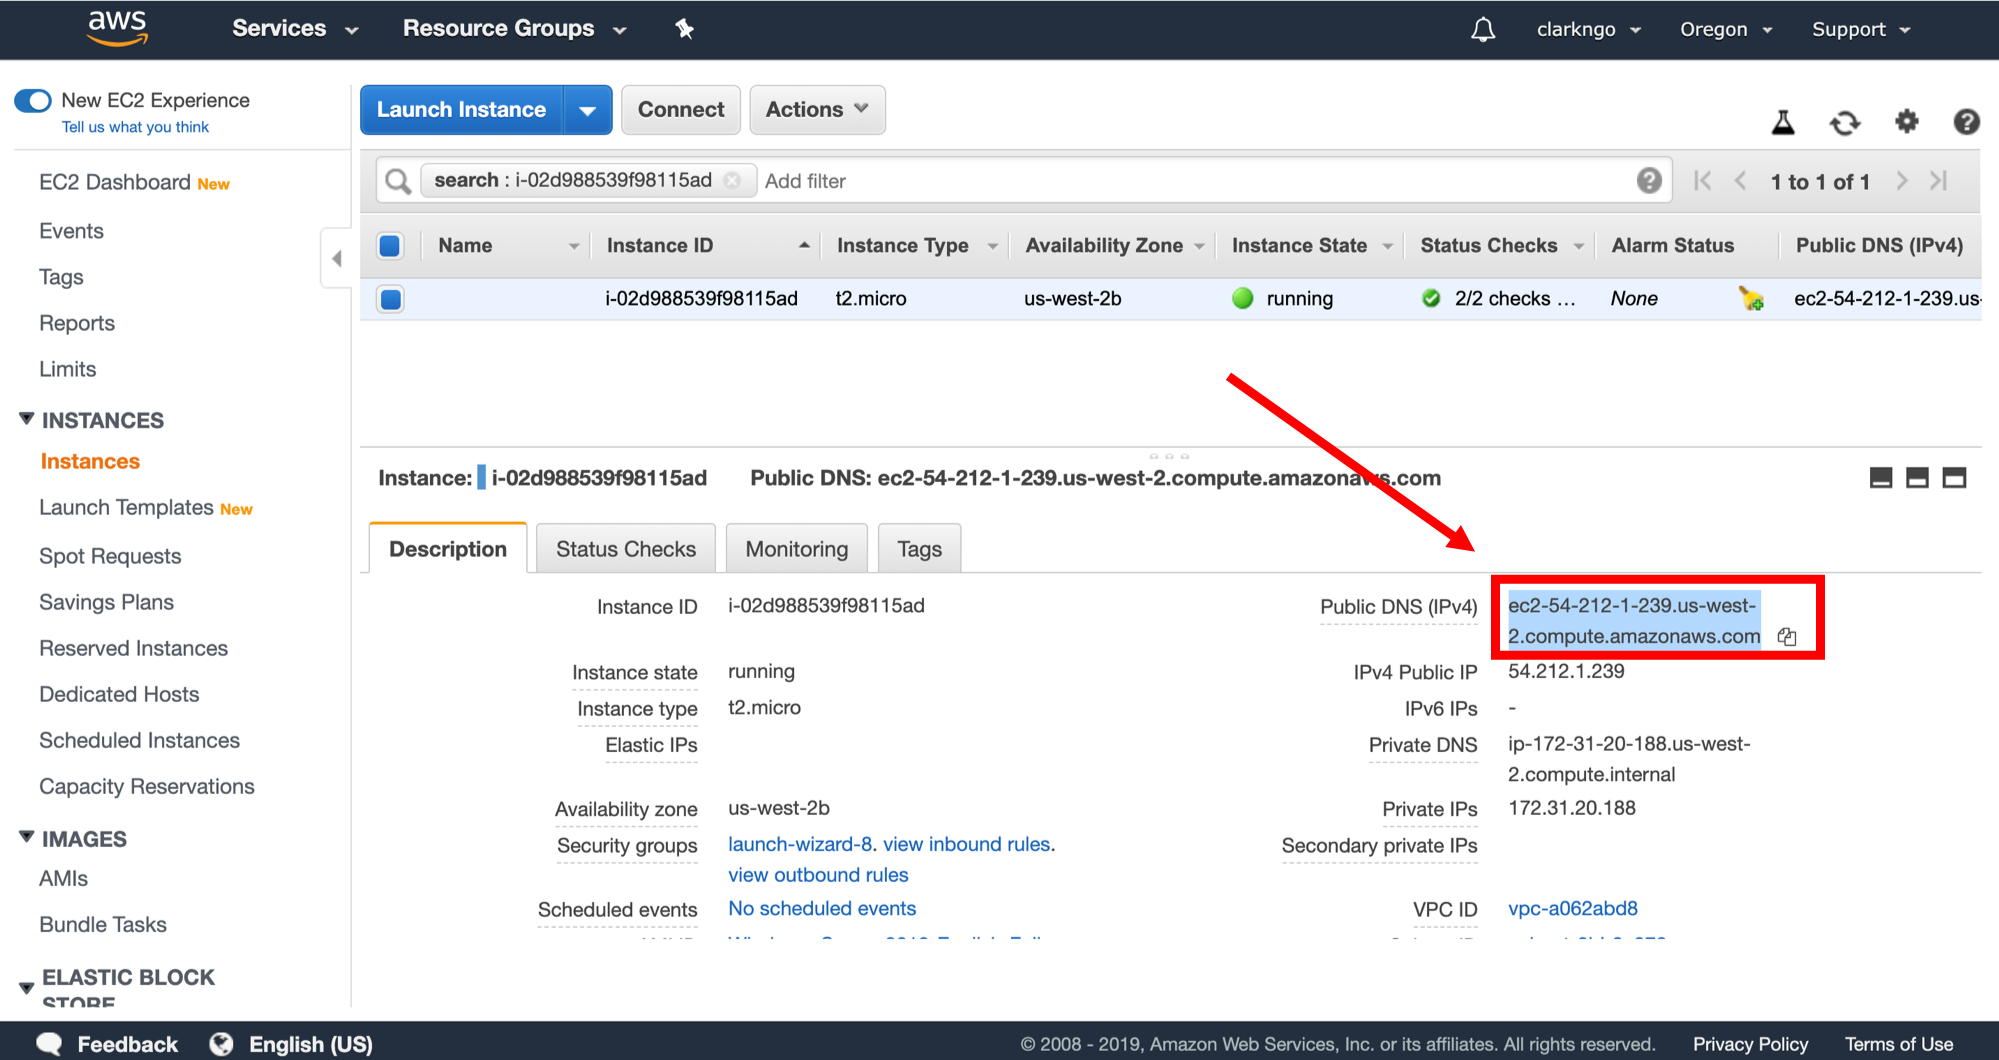 aws Services Resource Groups clarkngo Oregon Support
New EC2 Experience
Tell us what you think
EC2 Dashboard New
Events
Tags
Reports
Limits
INSTANCES
Instances
Launch Templates New
Spot Requests
Savings Plans
Reserved Instances
Dedicated Hosts
Scheduled Instances
Capacity Reservations
IMAGES
AMIs
Bundle Tasks
ELASTIC BLOCK
STORE
Launch Instance Connect Actions
search : i-02d988539f98115ad Add filter 1 to 1 of 1
Name Instance ID Instance Type Availability Zone Instance State Status Checks Alarm Status Public DNS (IPv4)
i-02d988539f98115ad t2.micro us-west-2b running 2/2 checks ... None ec2-54-212-1-239.us-
Instance: i-02d988539f98115ad Public DNS: ec2-54-212-1-239.us-west-2.compute.amazonaws.com
Description Status Checks Monitoring Tags
Instance ID i-02d988539f98115ad
Instance state running
Instance type t2.micro
Elastic IPs
Availability zone us-west-2b
Security groups launch-wizard-8. view inbound rules.
view outbound rules
Scheduled events No scheduled events
Public DNS (IPv4) ec2-54-212-1-239.us-west-
2.compute.amazonaws.com
IPv4 Public IP 54.212.1.239
IPv6 IPs -
Private DNS ip-172-31-20-188.us-west-
2.compute.internal
Private IPs 172.31.20.188
Secondary private IPs
VPC ID vpc-a062abd8
Feedback English (US) © 2008 - 2019, Amazon Web Services, Inc. or its affiliates. All rights reserved. Privacy Policy Terms of Use